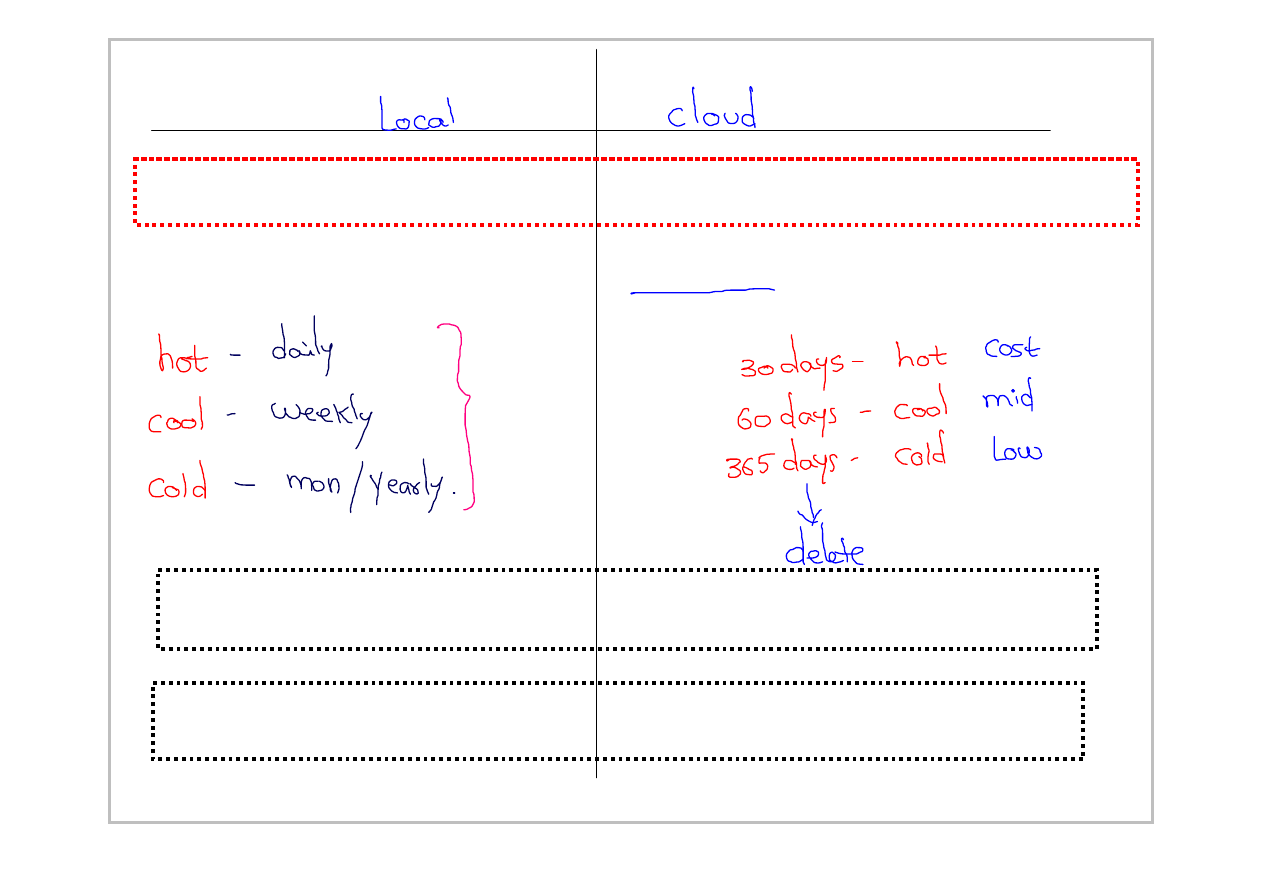 Local cloud
hot - daily
cool - weekly
cold - mon/yearly.
30 days - hot cost
60 days - cool mid
365 days - cold Low
delete